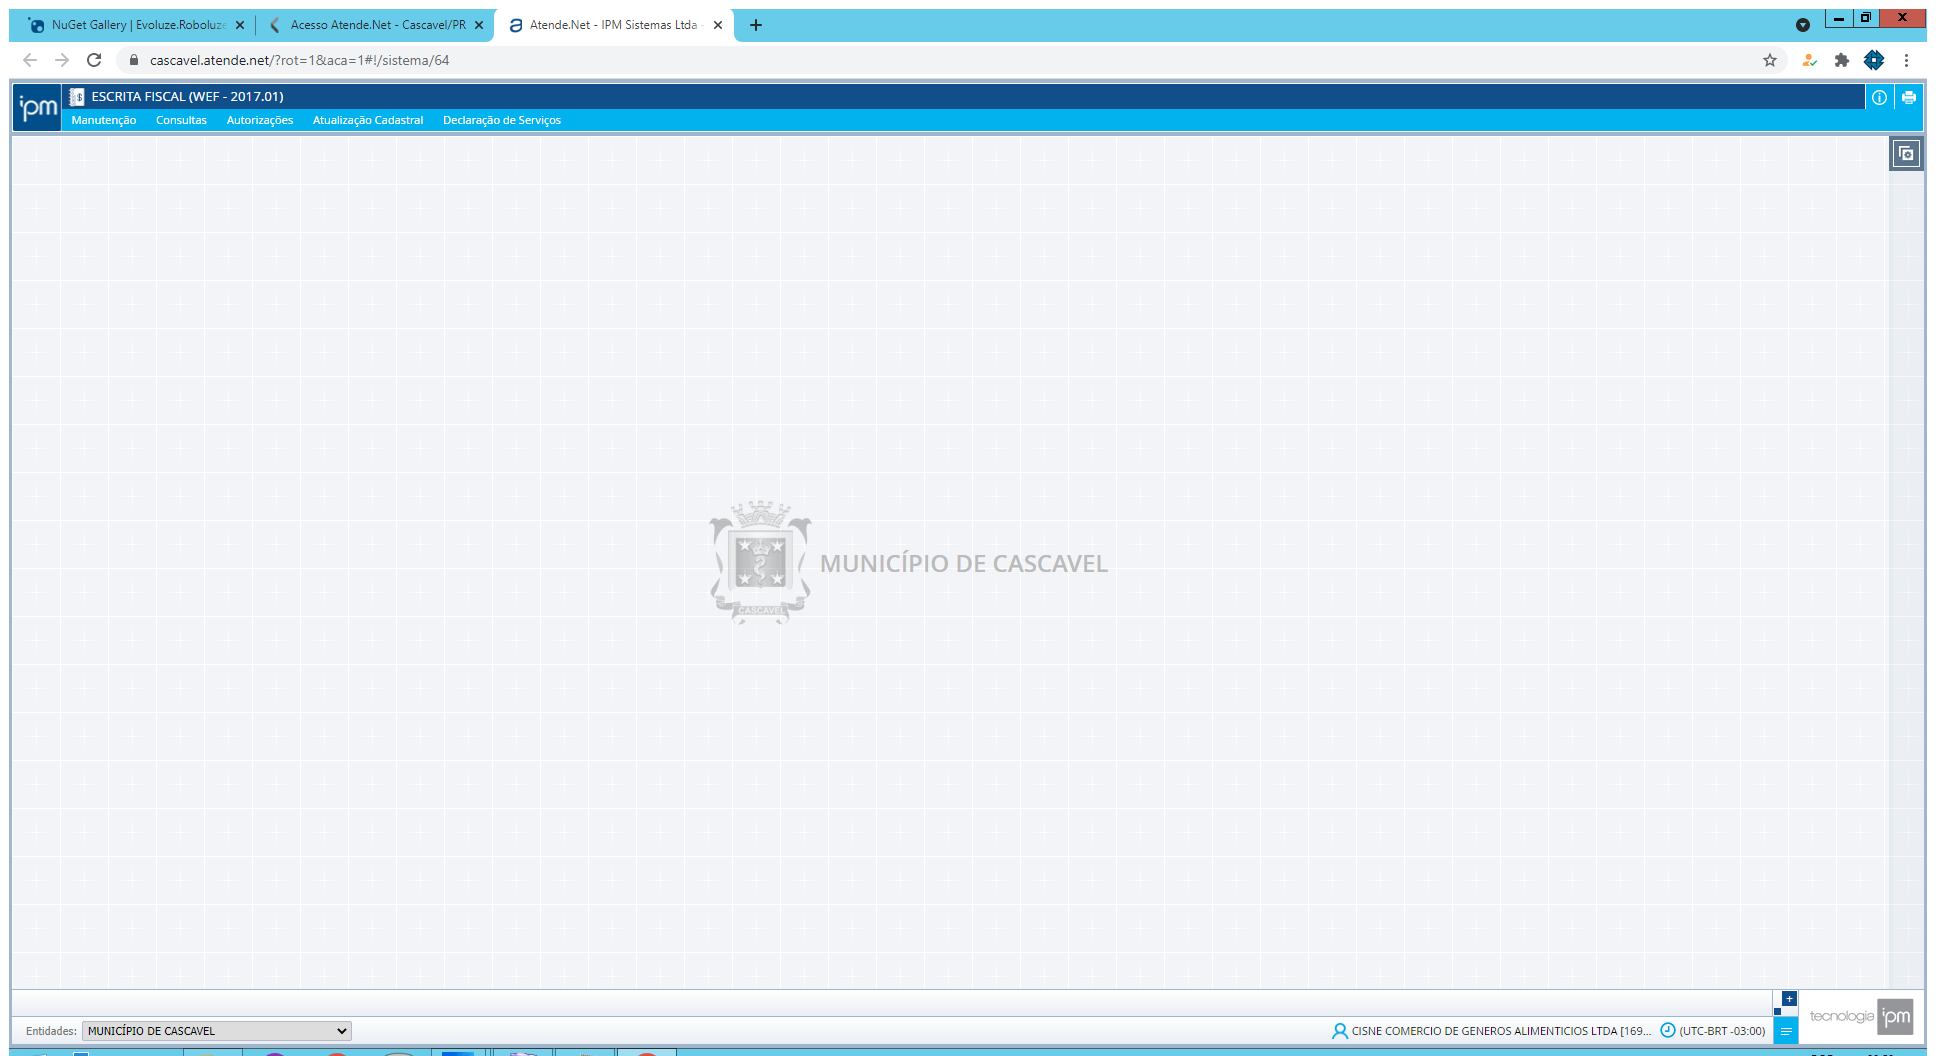 NuGet Gallery | Evoluze.Roboluze
Acesso Atende.Net - Cascavel/PR
Atende.Net - IPM Sistemas Ltda -
cascavel.atende.net/?rot=1&aca=1#!/sistema/64
ipm
ESCRITA FISCAL (WEF - 2017.01)
Manutenção Consultas Autorizações Atualização Cadastral Declaração de Serviços
CASCAVEL
MUNICÍPIO DE CASCAVEL
tecnologia ipm
Entidades: MUNICÍPIO DE CASCAVEL
CISNE COMERCIO DE GENEROS ALIMENTICIOS LTDA [169... (UTC-BRT -03:00)